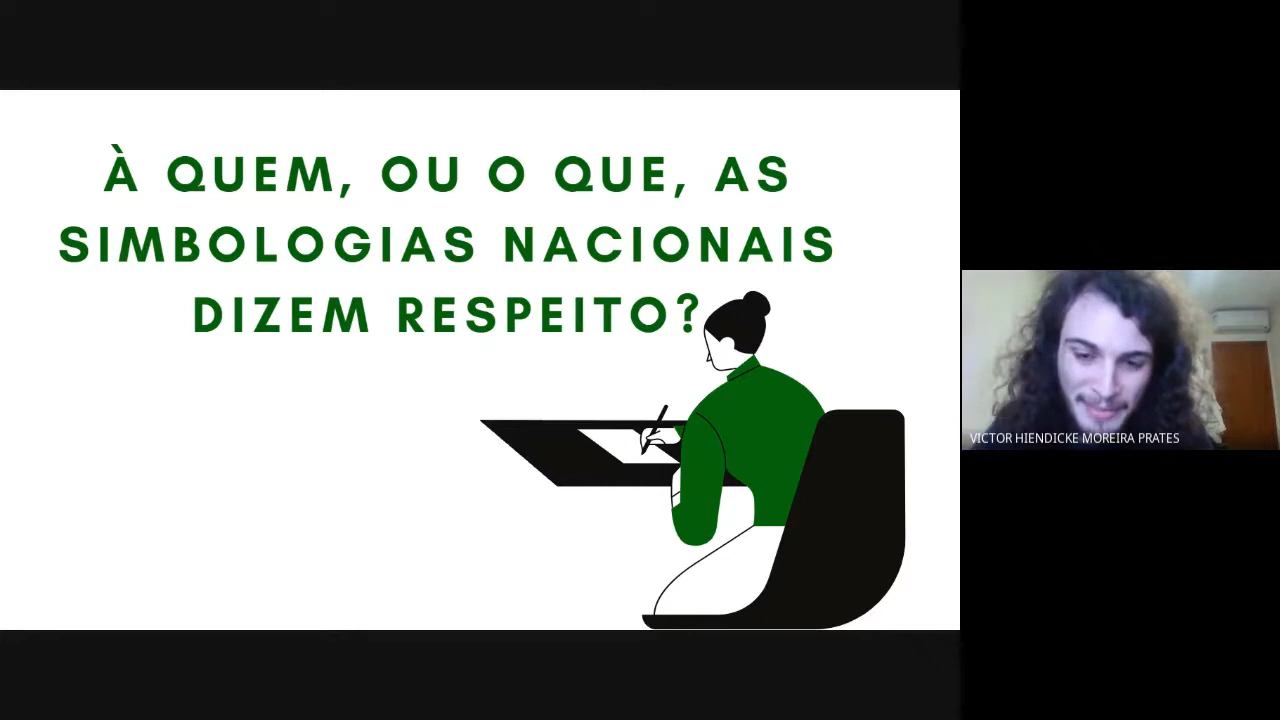 À QUEM, OU O QUE, AS
SIMBOLOGIAS NACIONAIS
DIZEM RESPEITO?
VICTOR HIENDICKE MOREIRA PRATES